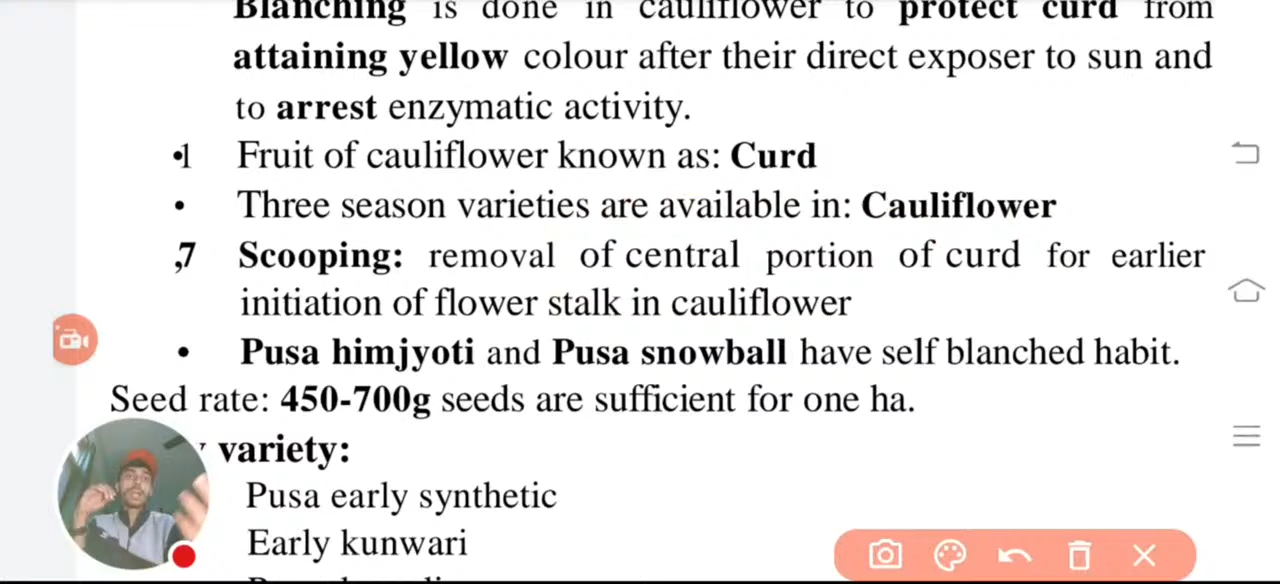 Blanching is done in cauliflower to protect curd from
attaining yellow colour after their direct exposer to sun and
to arrest enzymatic activity.
•1 Fruit of cauliflower known as: Curd
• Three season varieties are available in: Cauliflower
,7 Scooping: removal of central portion of curd for earlier
initiation of flower stalk in cauliflower
• Pusa himjyoti and Pusa snowball have self blanched habit.
Seed rate: 450-700g seeds are sufficient for one ha.
variety:
Pusa early synthetic
Early kunwari